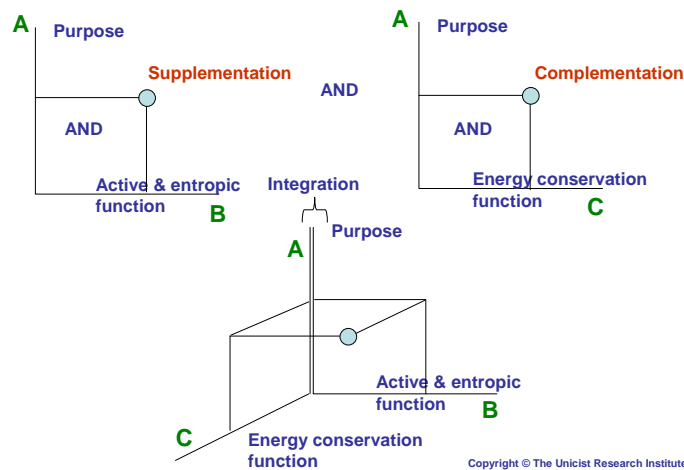 A
Purpose
Supplementation
AND
Active & entropic
function
B
AND
A
Purpose
Complementation
AND
Energy conservation
function
C
Integration
Purpose
A
Active & entropic
function
B
C
Energy conservation
function
Copyright © The Unicist Research Institute